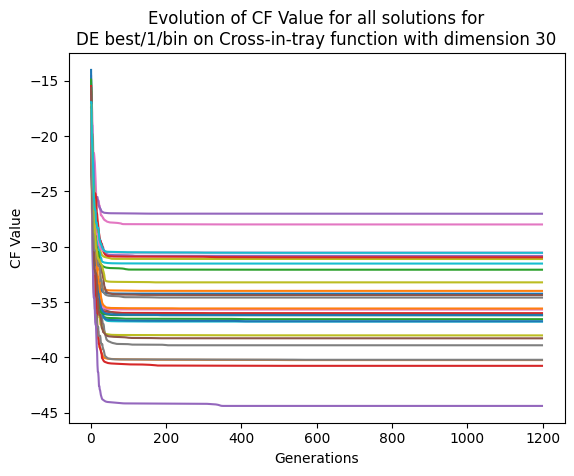 Evolution of CF Value for all solutions for
DE best/1/bin on Cross-in-tray function with dimension 30
CF Value
−15
−20
−25
−30
−35
−40
−45
0 200 400 600 800 1000 1200
Generations